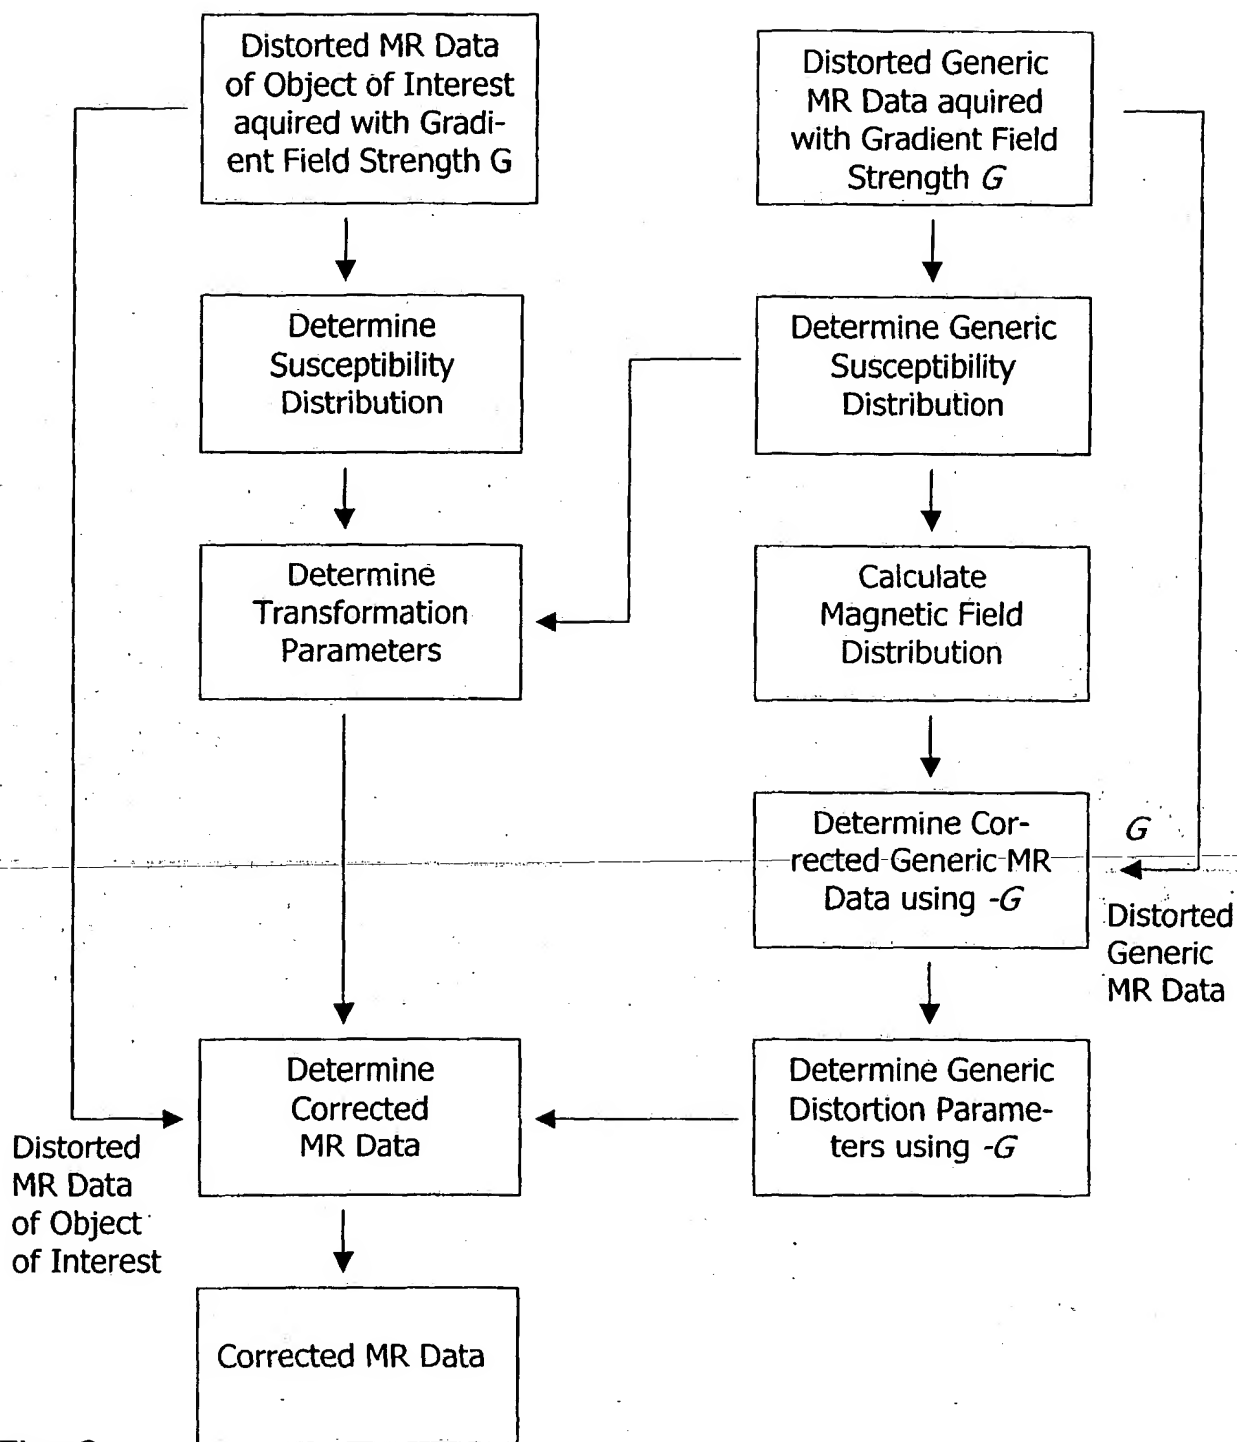 Distorted MR Data
of Object of Interest
aquired with Gradi-
ent Field Strength G
Distorted Generic
MR Data aquired
with Gradient Field
Strength G
Determine
Susceptibility
Distribution
Determine Generic
Susceptibility
Distribution
Determine
Transformation
Parameters
Calculate
Magnetic Field
Distribution
Determine Cor-
rected Generic MR
Data using -G
G
Distorted
Generic
MR Data
Determine
Corrected
MR Data
Determine Generic
Distortion Parame-
ters using -G
Distorted
MR Data
of Object
of Interest
Corrected MR Data